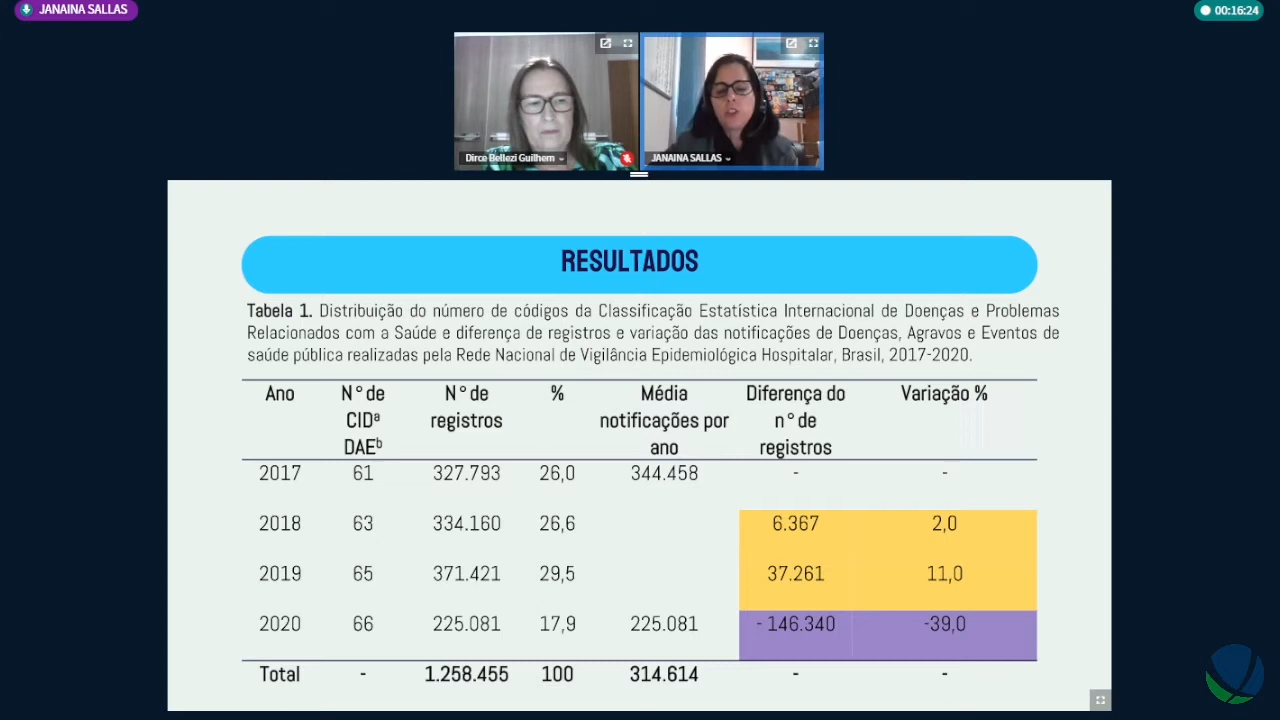 JANAINA SALLAS
00:16:24
Dirce Bellezi Guilhem
JANAINA SALLAS
RESULTADOS
Tabela 1. Distribuição do número de códigos da Classificação Estatística Internacional de Doenças e Problemas
Relacionados com a Saúde e diferença de registros e variação das notificações de Doenças, Agravos e Eventos de
saúde pública realizadas pela Rede Nacional de Vigilância Epidemiológica Hospitalar, Brasil, 2017-2020.
Ano N° de CIDª DAEᵇ N° de registros % Média notificações por ano Diferença do n° de registros Variação %
2017 61 327.793 26,0 344.458 - -
2018 63 334.160 26,6 6.367 2,0
2019 65 371.421 29,5 37.261 11,0
2020 66 225.081 17,9 225.081 - 146.340 -39,0
Total - 1.258.455 100 314.614 - -